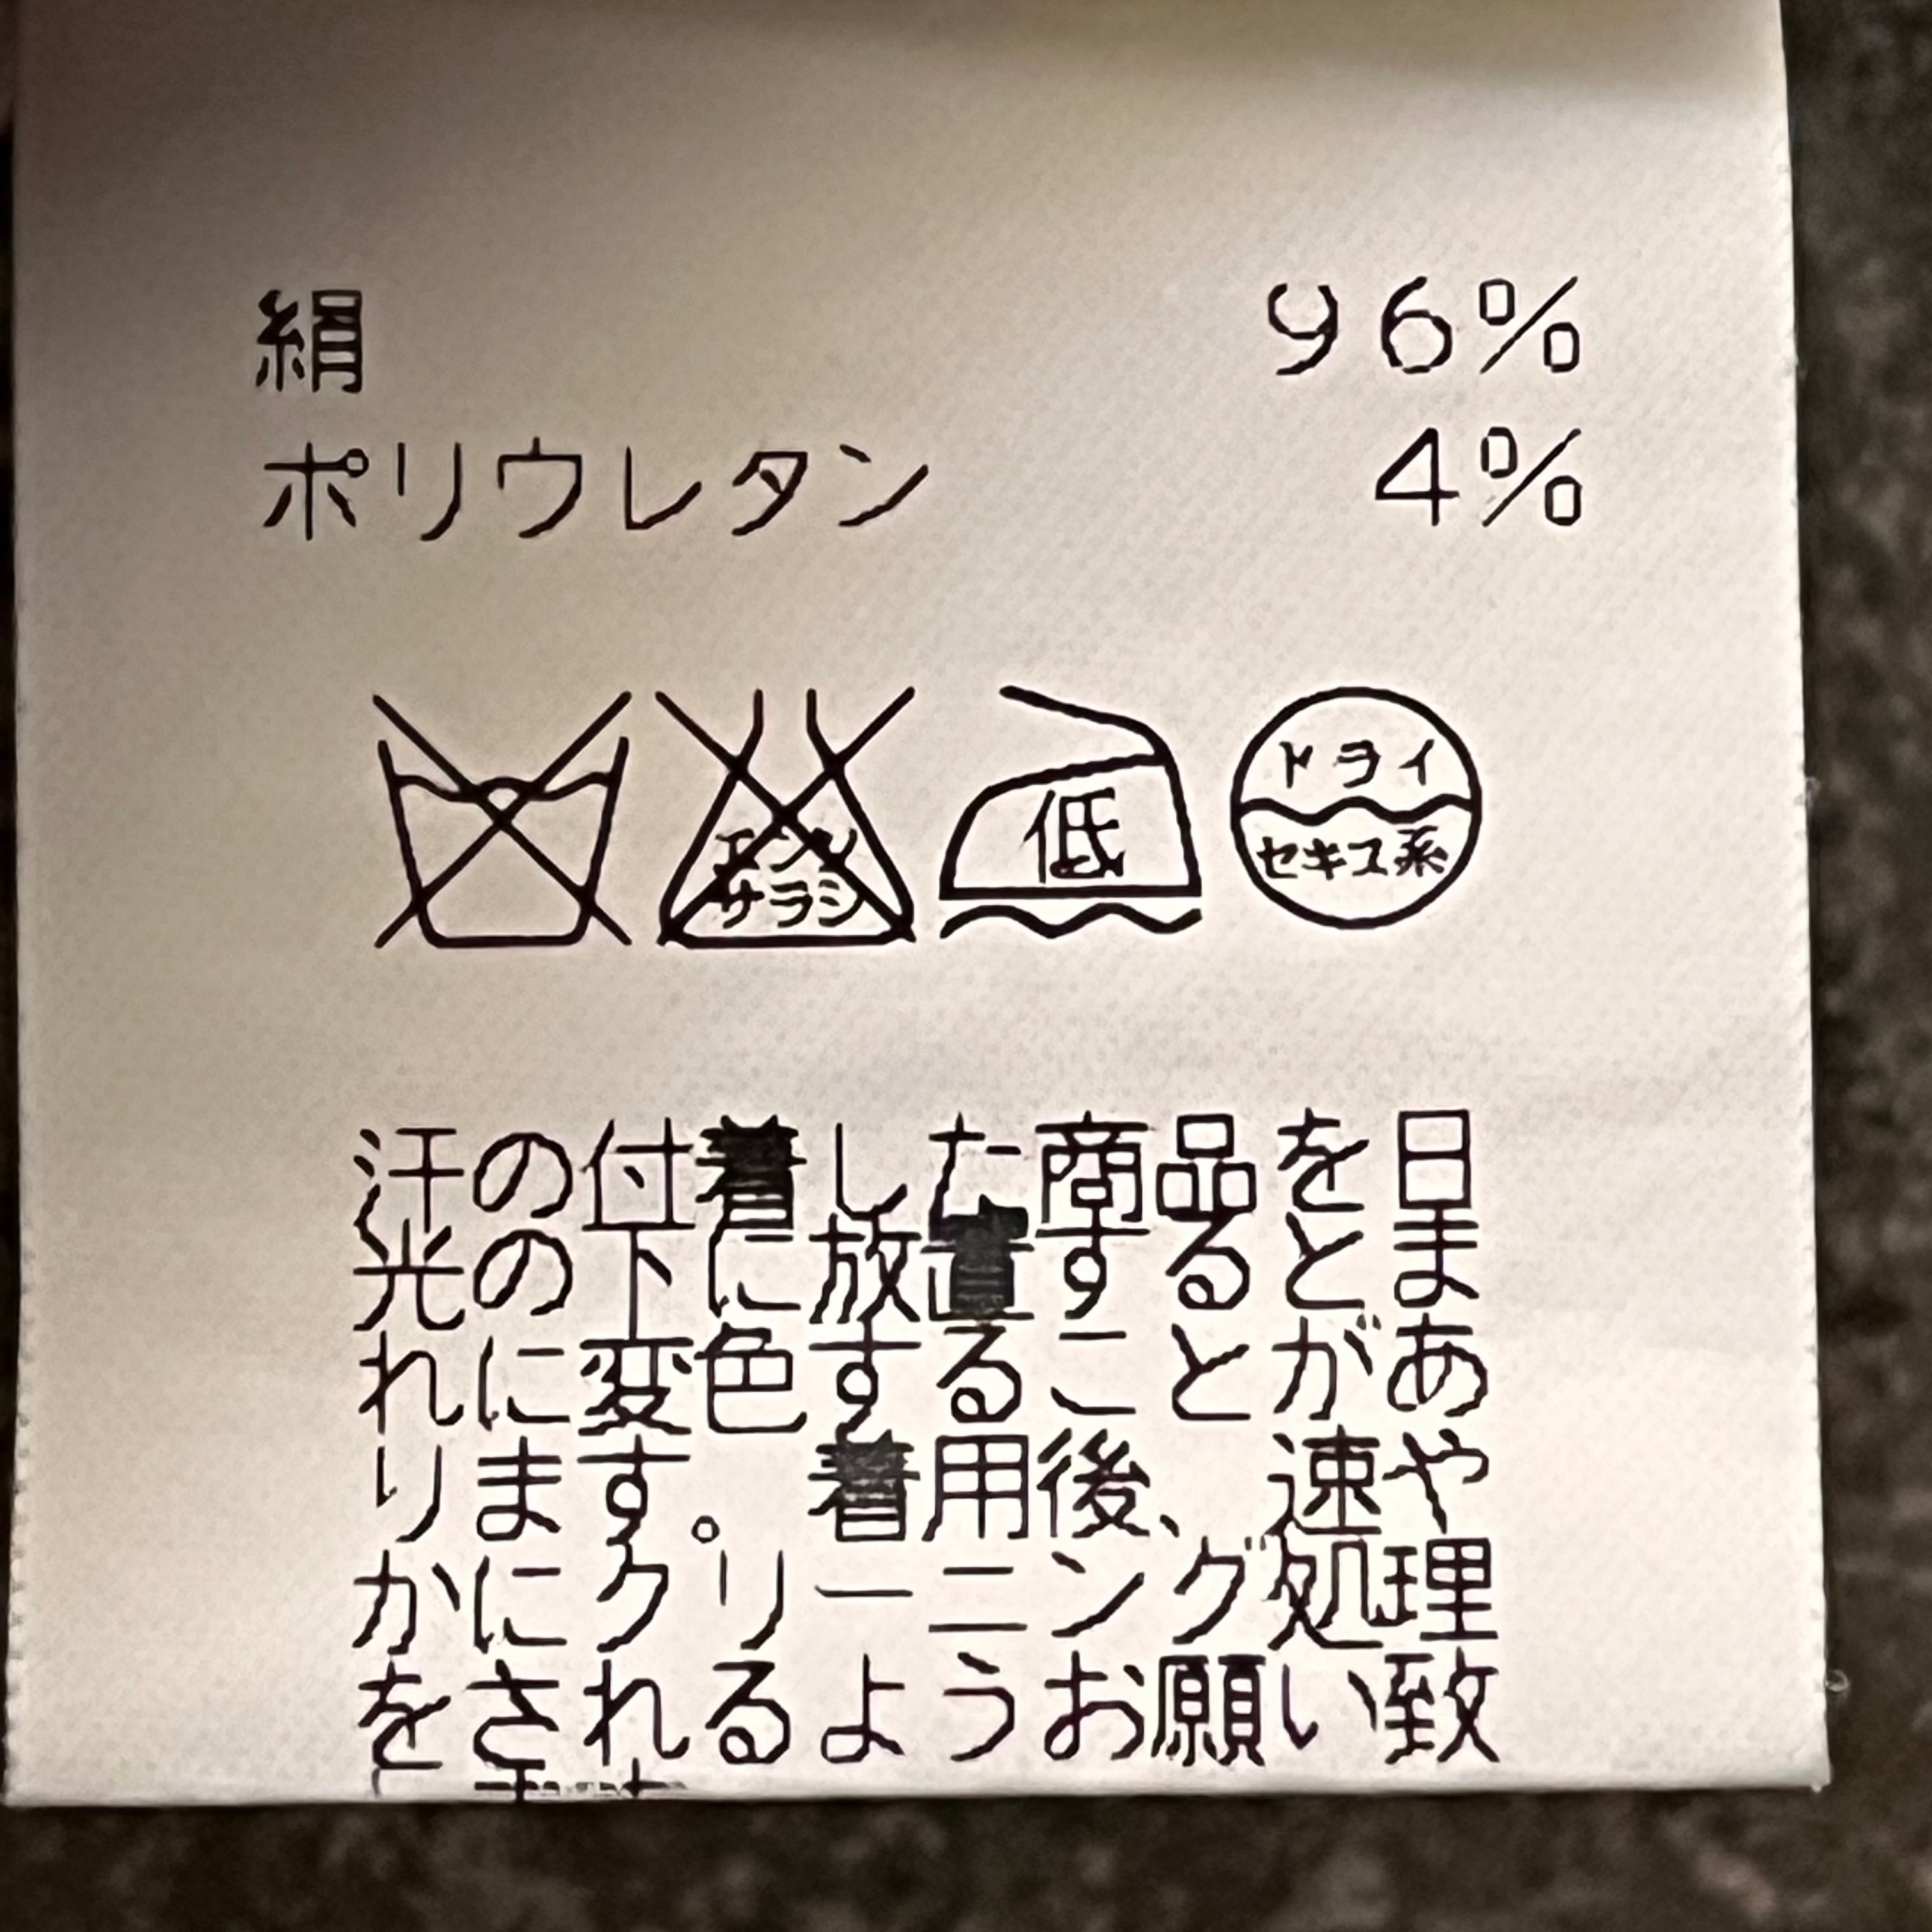 絹 96%
ポリウレタン 4%
エンソ
サラシ
低
ドライ
セキユ系
汗の付着した商品を日
光の下に放置するとま
れに変色することがあ
ります。着用後、速や
かにクリーニング処理
をされるようお願い致